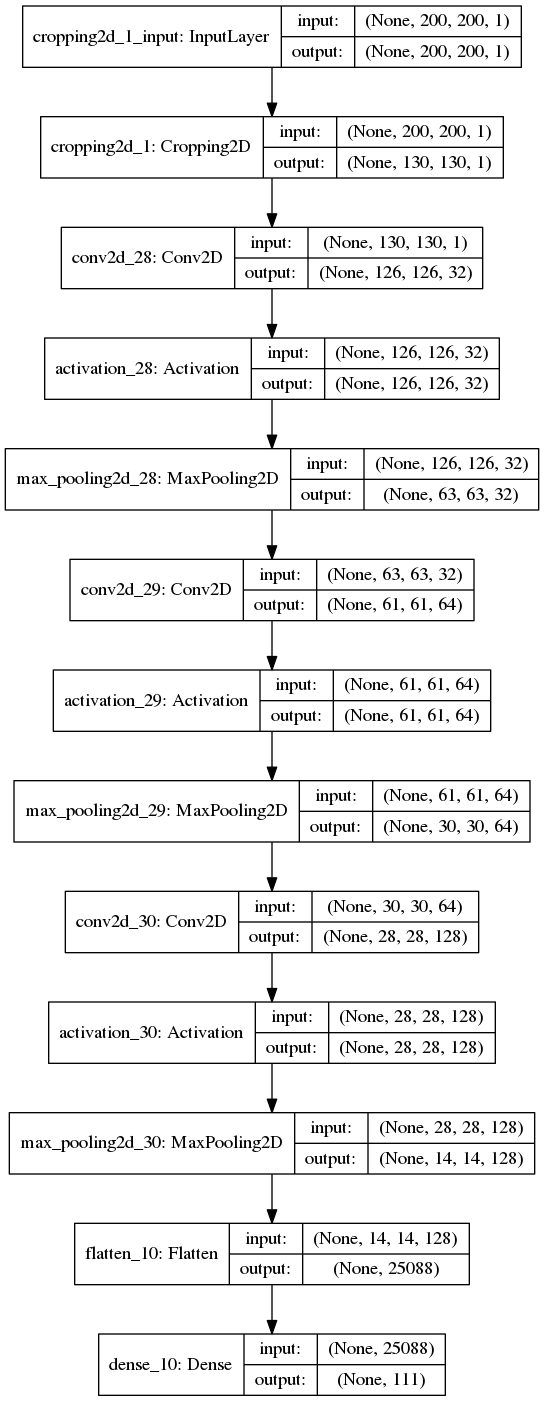 cropping2d_1_input: InputLayer
input: (None, 200, 200, 1)
output: (None, 200, 200, 1)
cropping2d_1: Cropping2D
input: (None, 200, 200, 1)
output: (None, 130, 130, 1)
conv2d_28: Conv2D
input: (None, 130, 130, 1)
output: (None, 126, 126, 32)
activation_28: Activation
input: (None, 126, 126, 32)
output: (None, 126, 126, 32)
max_pooling2d_28: MaxPooling2D
input: (None, 126, 126, 32)
output: (None, 63, 63, 32)
conv2d_29: Conv2D
input: (None, 63, 63, 32)
output: (None, 61, 61, 64)
activation_29: Activation
input: (None, 61, 61, 64)
output: (None, 61, 61, 64)
max_pooling2d_29: MaxPooling2D
input: (None, 61, 61, 64)
output: (None, 30, 30, 64)
conv2d_30: Conv2D
input: (None, 30, 30, 64)
output: (None, 28, 28, 128)
activation_30: Activation
input: (None, 28, 28, 128)
output: (None, 28, 28, 128)
max_pooling2d_30: MaxPooling2D
input: (None, 28, 28, 128)
output: (None, 14, 14, 128)
flatten_10: Flatten
input: (None, 14, 14, 128)
output: (None, 25088)
dense_10: Dense
input: (None, 25088)
output: (None, 111)